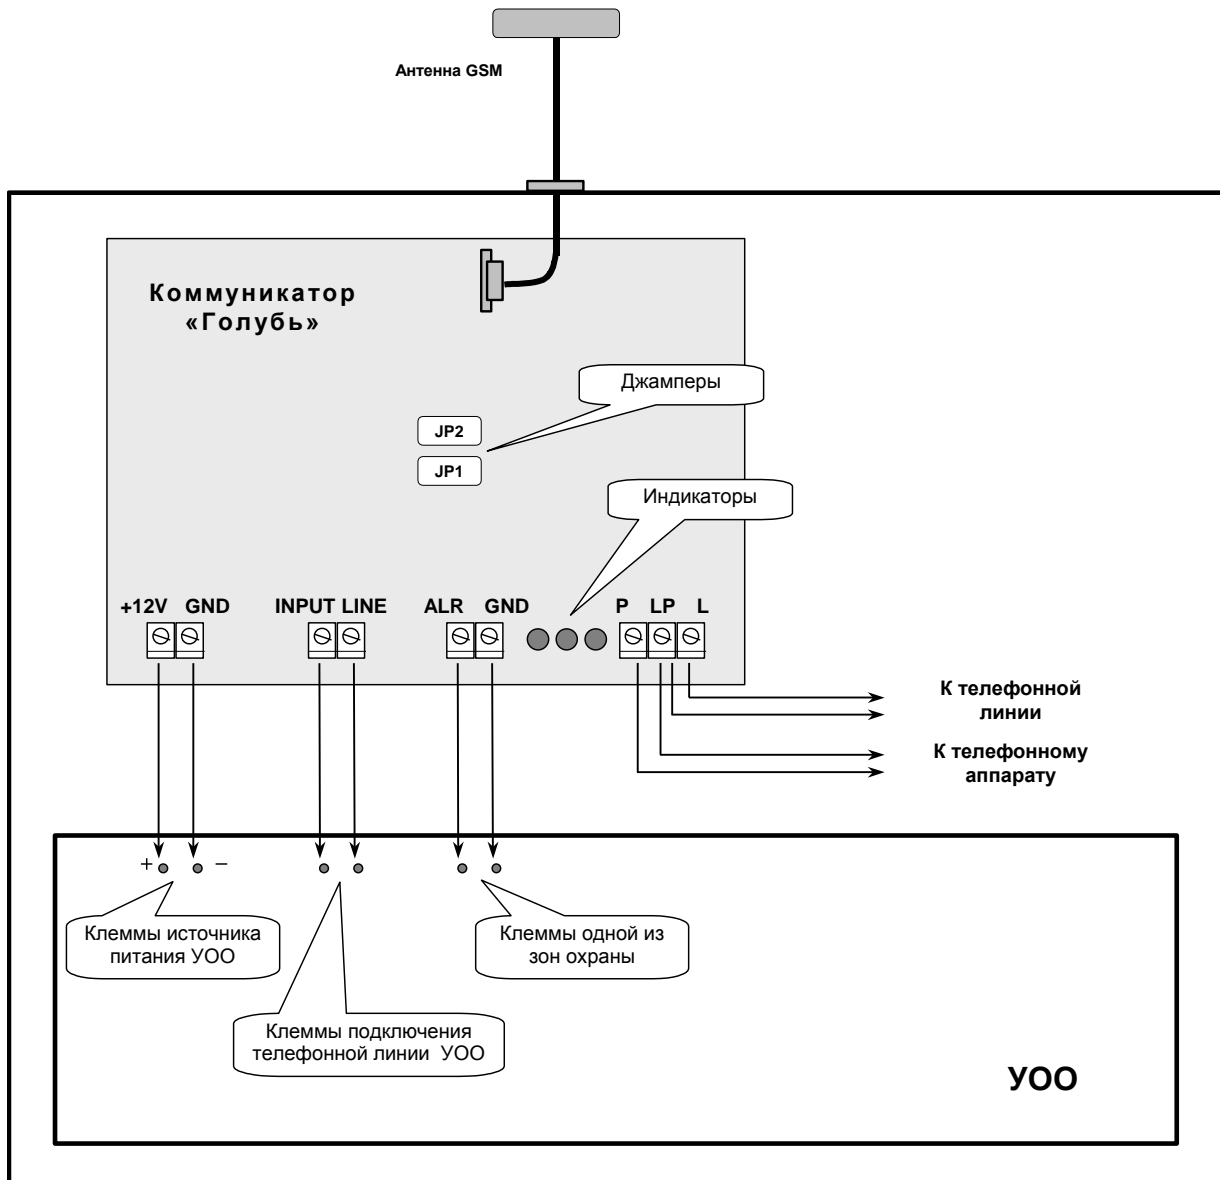 Антенна GSM
Коммуникатор
«Голубь»
Джамперы
JP2
JP1
Индикаторы
+12V GND INPUT LINE ALR GND P LP L
К телефонной
линии
К телефонному
аппарату
+ –
Клеммы источника
питания УОО
Клеммы одной из
зон охраны
Клеммы подключения
телефонной линии УОО
УОО